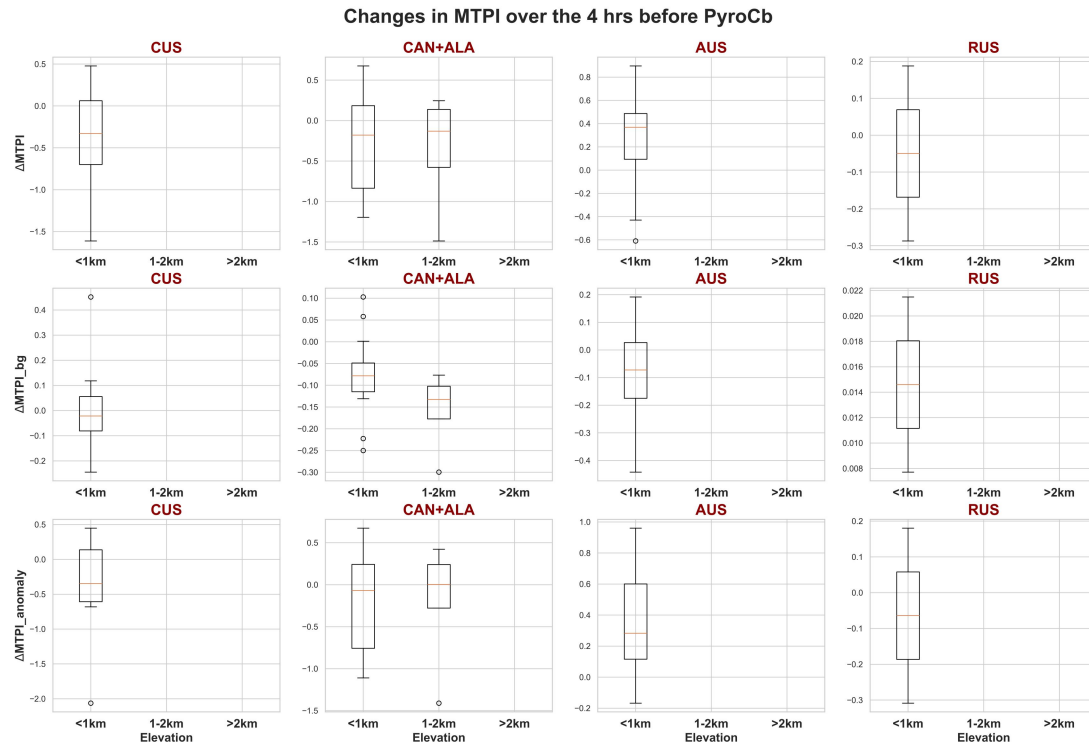 Changes in MTPI over the 4 hrs before PyroCb
CUS
CAN+ALA
AUS
RUS
ΔMTPI
0.5
0.0
−0.5
−1.0
−1.5
0.5
0.0
−0.5
−1.0
−1.5
0.8
0.6
0.4
0.2
0.0
−0.2
−0.4
−0.6
0.2
0.1
0.0
−0.1
−0.2
−0.3
<1km 1-2km >2km
<1km 1-2km >2km
<1km 1-2km >2km
<1km 1-2km >2km
CUS
CAN+ALA
AUS
RUS
ΔMTPI_bg
0.4
0.3
0.2
0.1
0.0
−0.1
−0.2
0.10
0.05
0.00
−0.05
−0.10
−0.15
−0.20
−0.25
−0.30
0.2
0.1
0.0
−0.1
−0.2
−0.3
−0.4
0.022
0.020
0.018
0.016
0.014
0.012
0.010
0.008
<1km 1-2km >2km
<1km 1-2km >2km
<1km 1-2km >2km
<1km 1-2km >2km
CUS
CAN+ALA
AUS
RUS
ΔMTPI_anomaly
0.5
0.0
−0.5
−1.0
−1.5
−2.0
0.5
0.0
−0.5
−1.0
−1.5
1.0
0.8
0.6
0.4
0.2
0.0
−0.2
0.2
0.1
0.0
−0.1
−0.2
−0.3
<1km 1-2km >2km
<1km 1-2km >2km
<1km 1-2km >2km
<1km 1-2km >2km
Elevation
Elevation
Elevation
Elevation